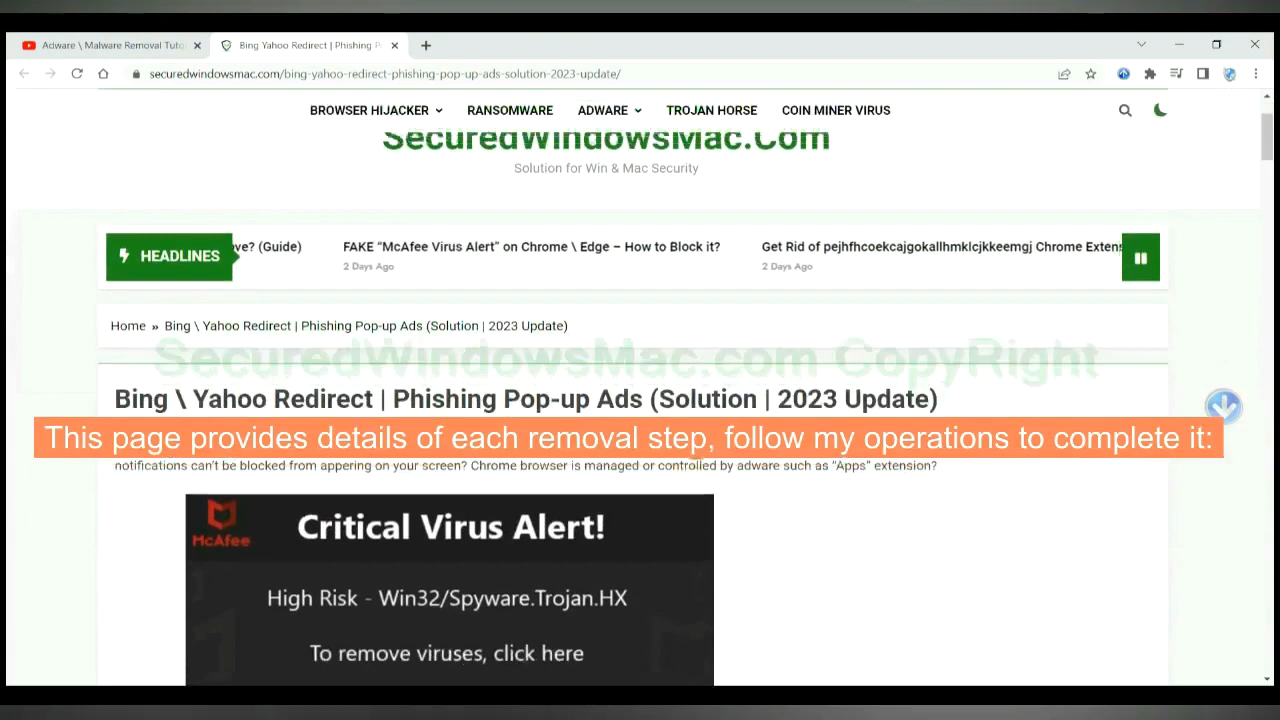 Adware \ Malware Removal Tuto
Bing Yahoo Redirect | Phishing P
securedwindowsmac.com/bing-yahoo-redirect-phishing-pop-up-ads-solution-2023-update/
BROWSER HIJACKER RANSOMWARE ADWARE TROJAN HORSE COIN MINER VIRUS
SecuredWindowsMac.Com
Solution for Win & Mac Security
HEADLINES
ove? (Guide)
FAKE “McAfee Virus Alert” on Chrome \ Edge – How to Block it?
2 Days Ago
Get Rid of pejhfhcoekcajgokallhmklcjkkeemgj Chrome Extens
2 Days Ago
Home » Bing \ Yahoo Redirect | Phishing Pop-up Ads (Solution | 2023 Update)
SecuredWindowsMac.com CopyRight
Bing \ Yahoo Redirect | Phishing Pop-up Ads (Solution | 2023 Update)
This page provides details of each removal step, follow my operations to complete it:
notifications can’t be blocked from appering on your screen? Chrome browser is managed or controlled by adware such as “Apps” extension?
McAfee
Critical Virus Alert!
High Risk - Win32/Spyware.Trojan.HX
To remove viruses, click here